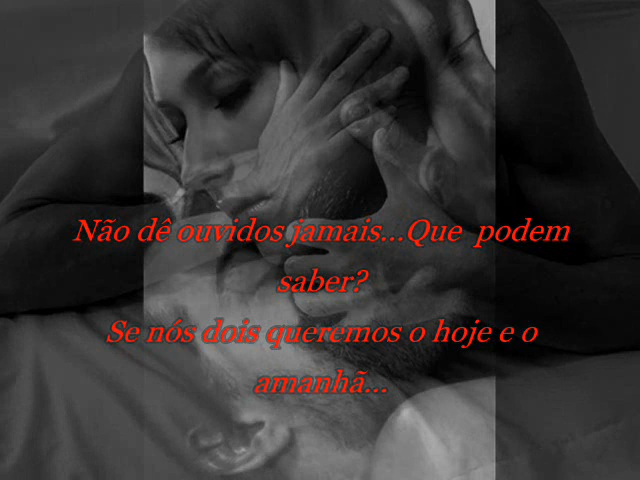 Não dê ouvidos jamais...Que podem
saber?
Se nós dois queremos o hoje e o
amanhã...